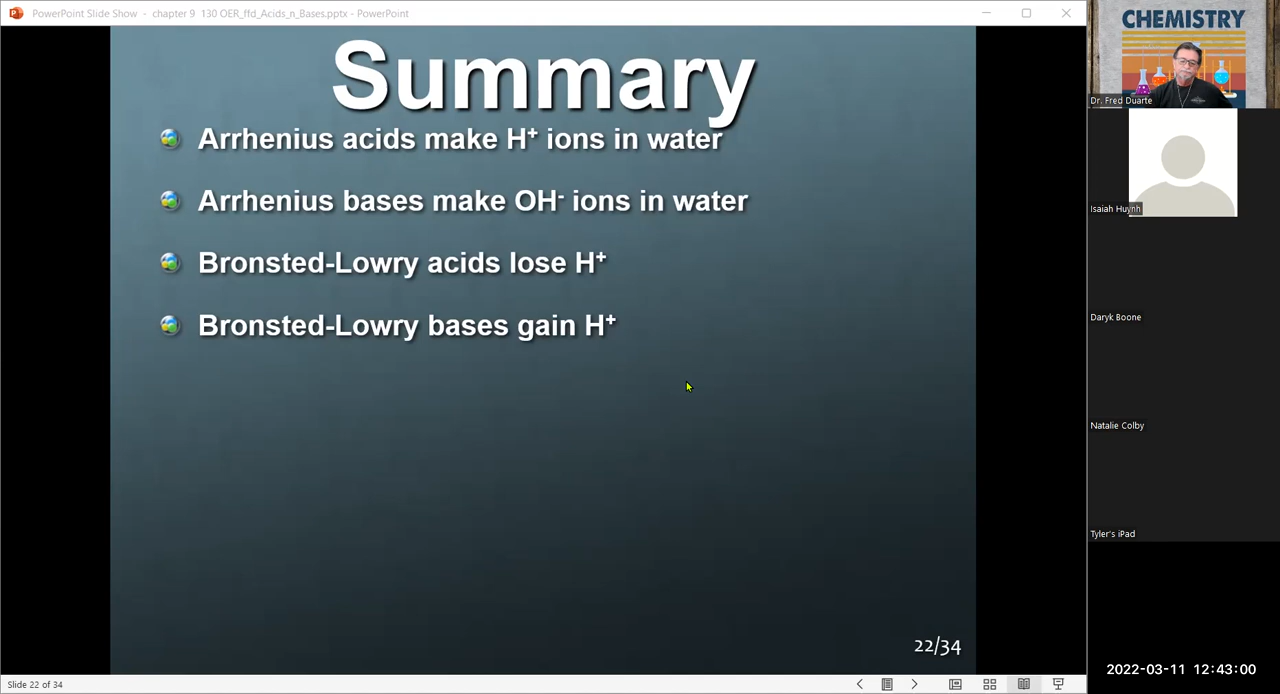 PowerPoint Slide Show - chapter 9 130 OER_ffd_Acids_n_Bases.pptx - PowerPoint
Summary
Arrhenius acids make H⁺ ions in water
Arrhenius bases make OH⁻ ions in water
Bronsted-Lowry acids lose H⁺
Bronsted-Lowry bases gain H⁺
22/34
Slide 22 of 34
CHEMISTRY
Dr. Fred Duarte
Isaiah Huynh
Daryk Boone
Natalie Colby
Tyler's iPad
2022-03-11 12:43:00